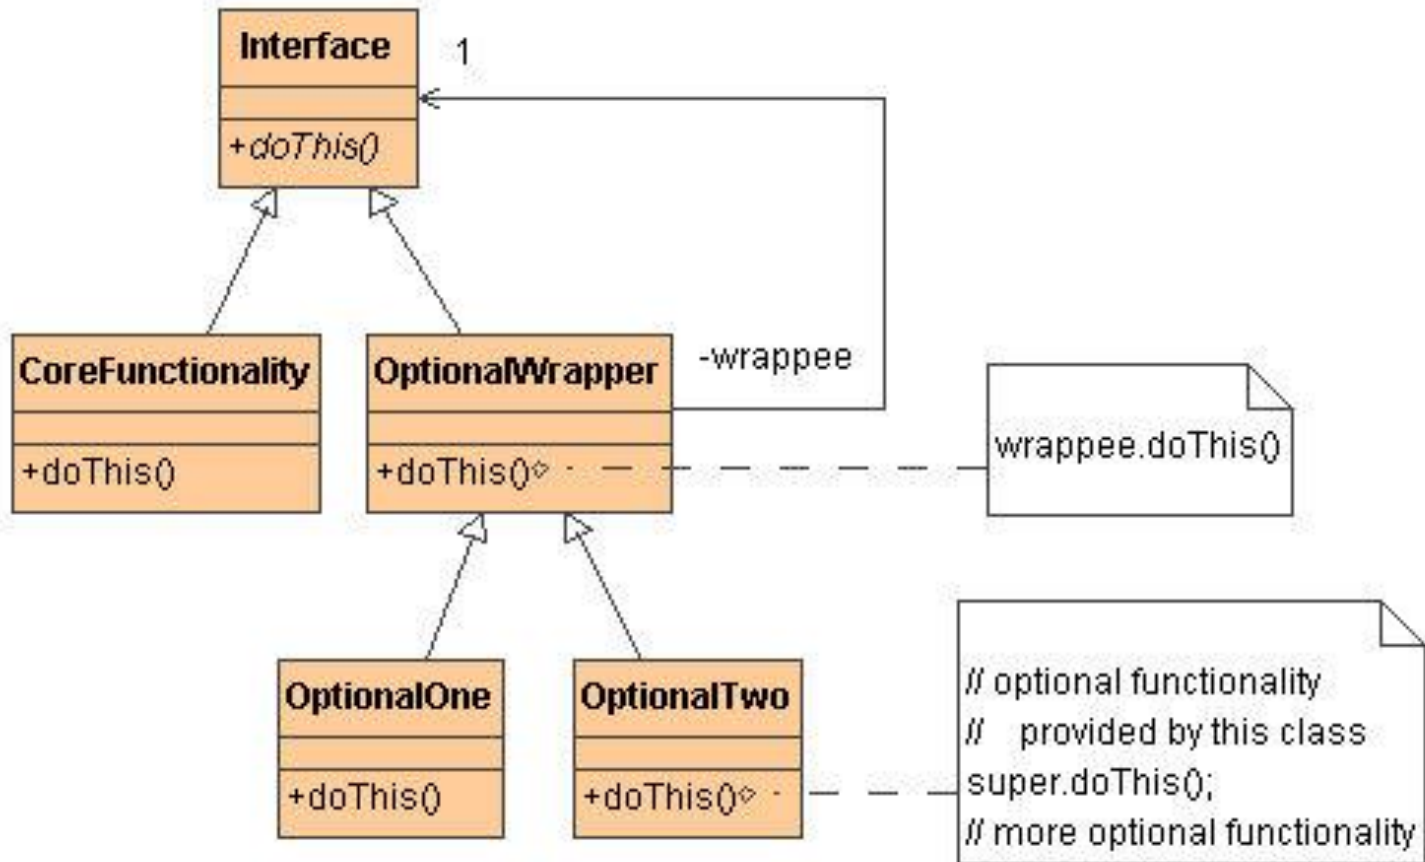 Interface
1
+doThis()
CoreFunctionality
OptionalWrapper
-wrappee
+doThis()
+doThis()
wrappee.doThis()
OptionalOne
OptionalTwo
+doThis()
+doThis()
// optional functionality
// provided by this class
super.doThis();
// more optional functionality